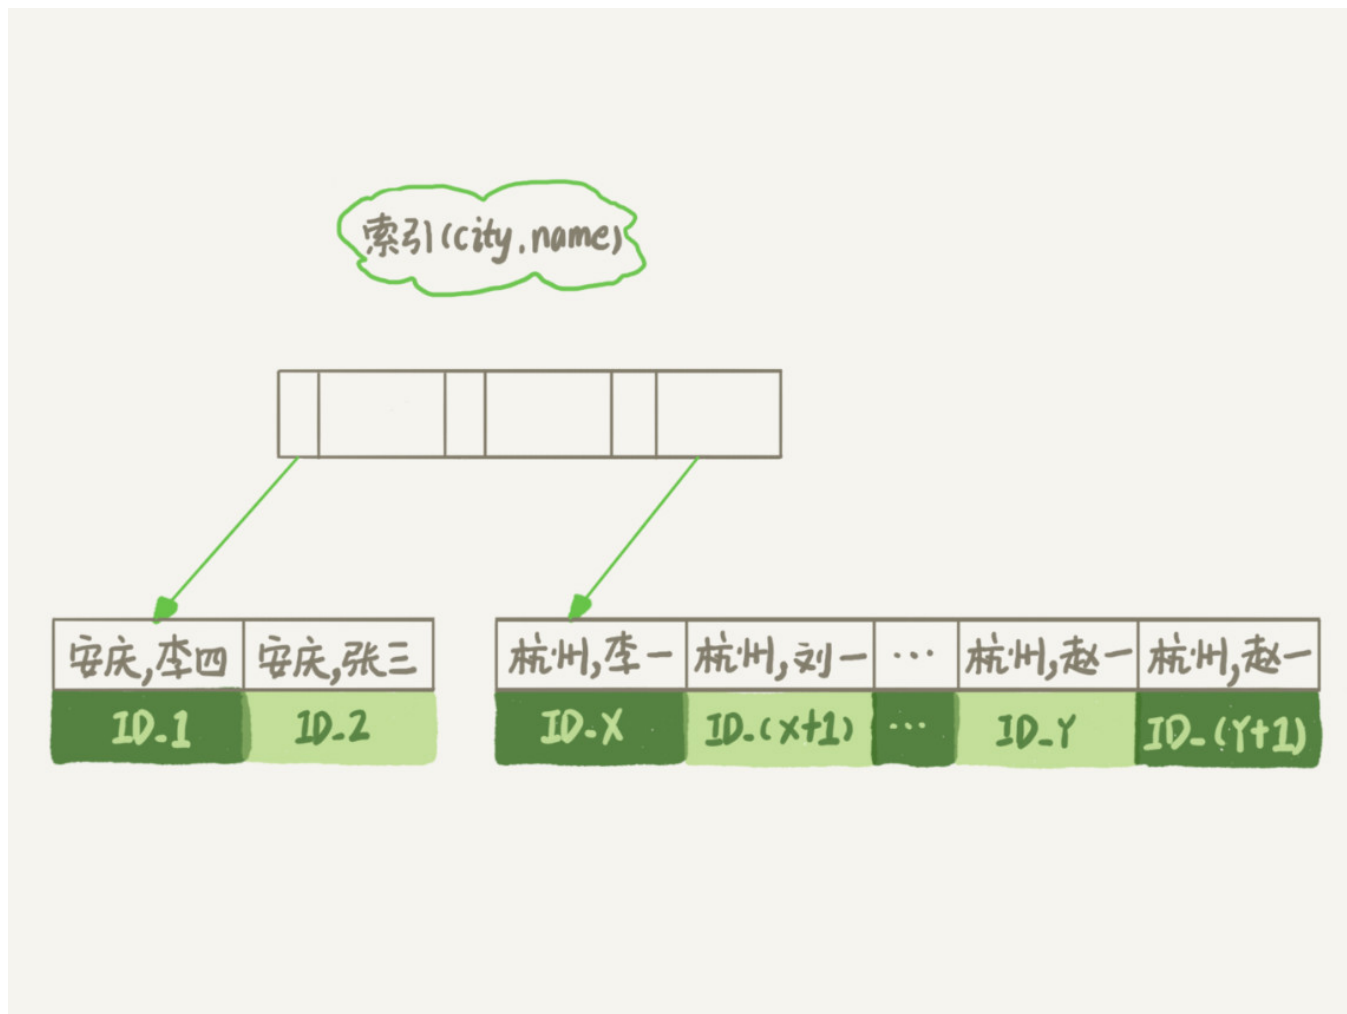 索引(city,name)
安庆,李四 安庆,张三 杭州,李一 杭州,刘一 ... 杭州,赵一 杭州,赵一
ID_1 ID_2 ID_X ID_(X+1) ... ID_Y ID_(Y+1)